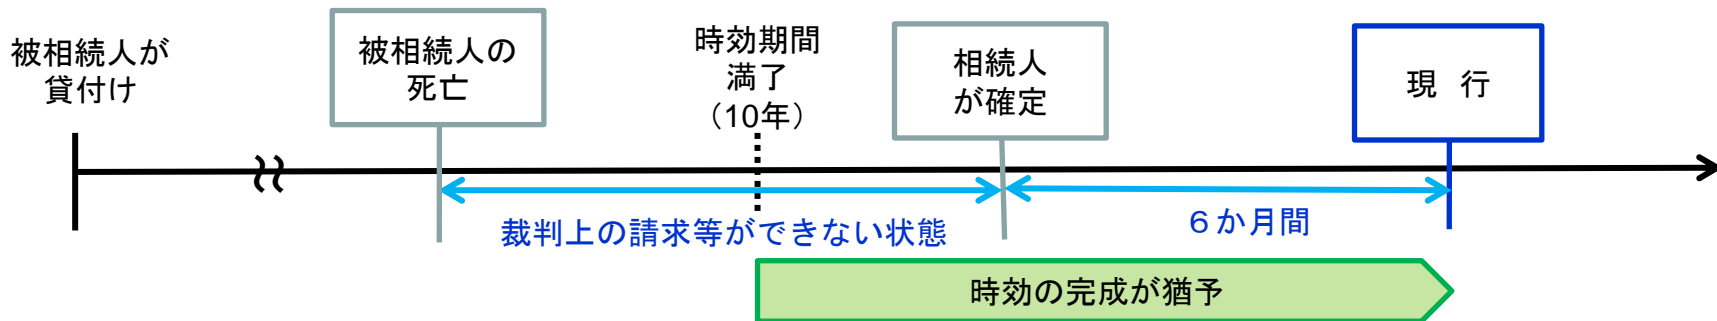 被相続人が
貸付け
被相続人の
死亡
時効期間
満了
（10年）
相続人
が確定
現 行
裁判上の請求等ができない状態
６か月間
時効の完成が猶予